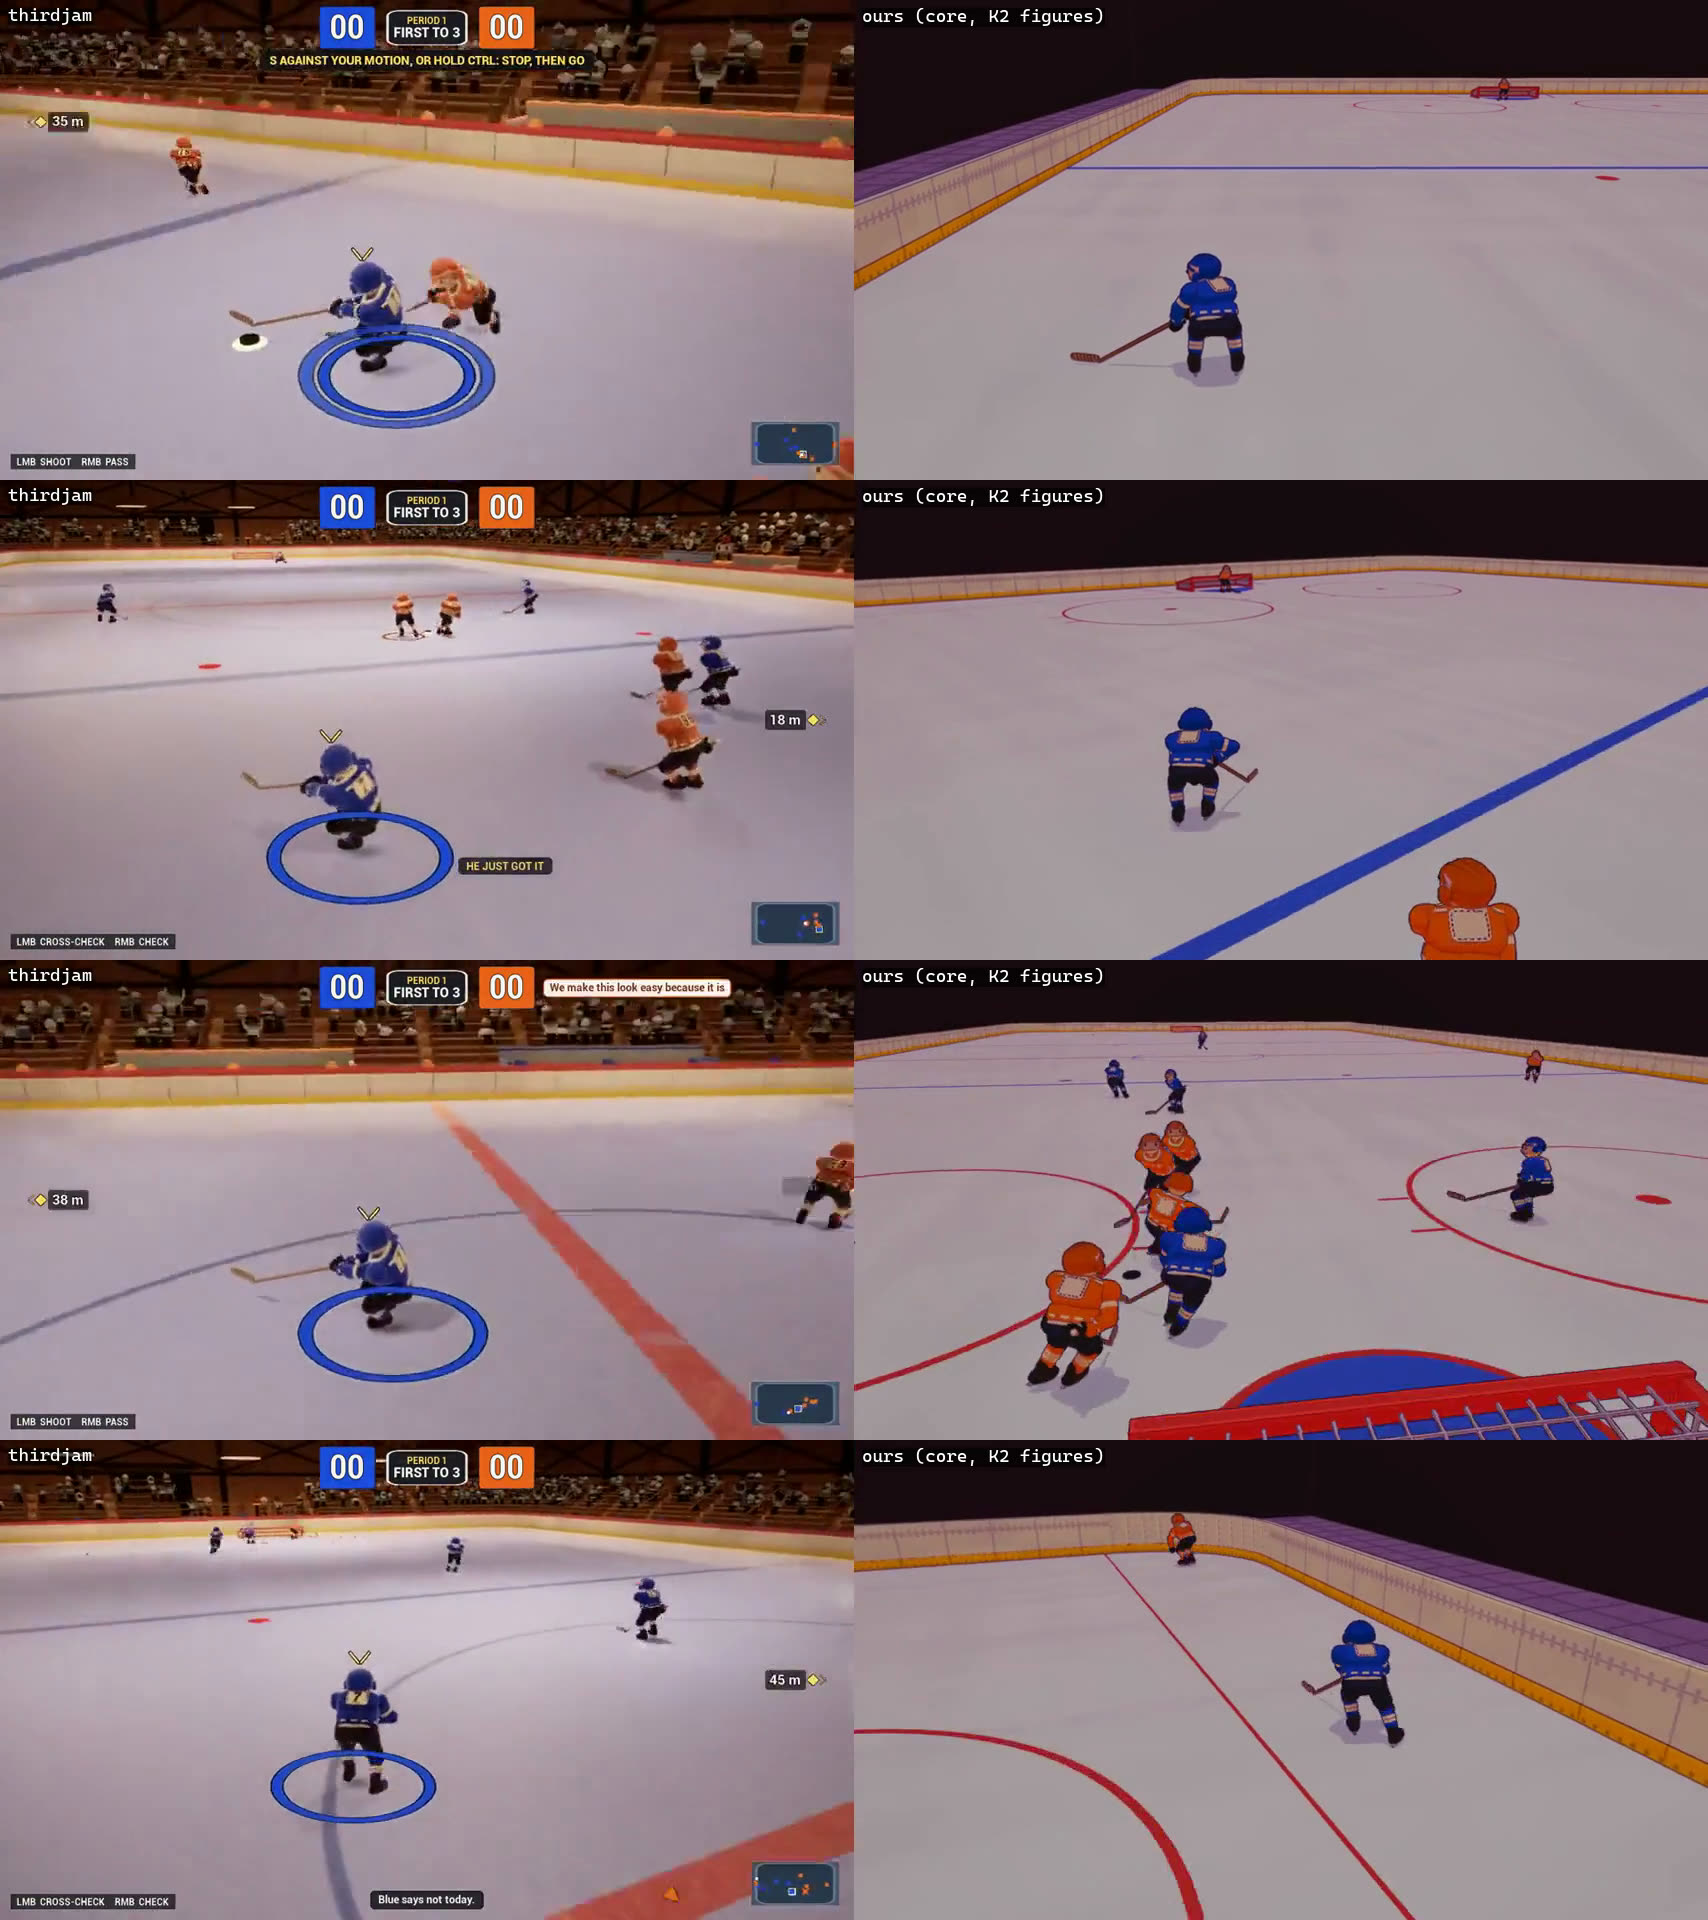 thirdjam
00
PERIOD 1
FIRST TO 3
00
S AGAINST YOUR MOTION, OR HOLD CTRL: STOP, THEN GO
35 m
LMB SHOOT RMB PASS
ours (core, K2 figures)
thirdjam
00
PERIOD 1
FIRST TO 3
00
18 m
HE JUST GOT IT
LMB CROSS-CHECK RMB CHECK
ours (core, K2 figures)
thirdjam
00
PERIOD 1
FIRST TO 3
00
We make this look easy because it is
38 m
LMB SHOOT RMB PASS
ours (core, K2 figures)
thirdjam
00
PERIOD 1
FIRST TO 3
00
7
45 m
LMB CROSS-CHECK RMB CHECK
Blue says not today.
ours (core, K2 figures)